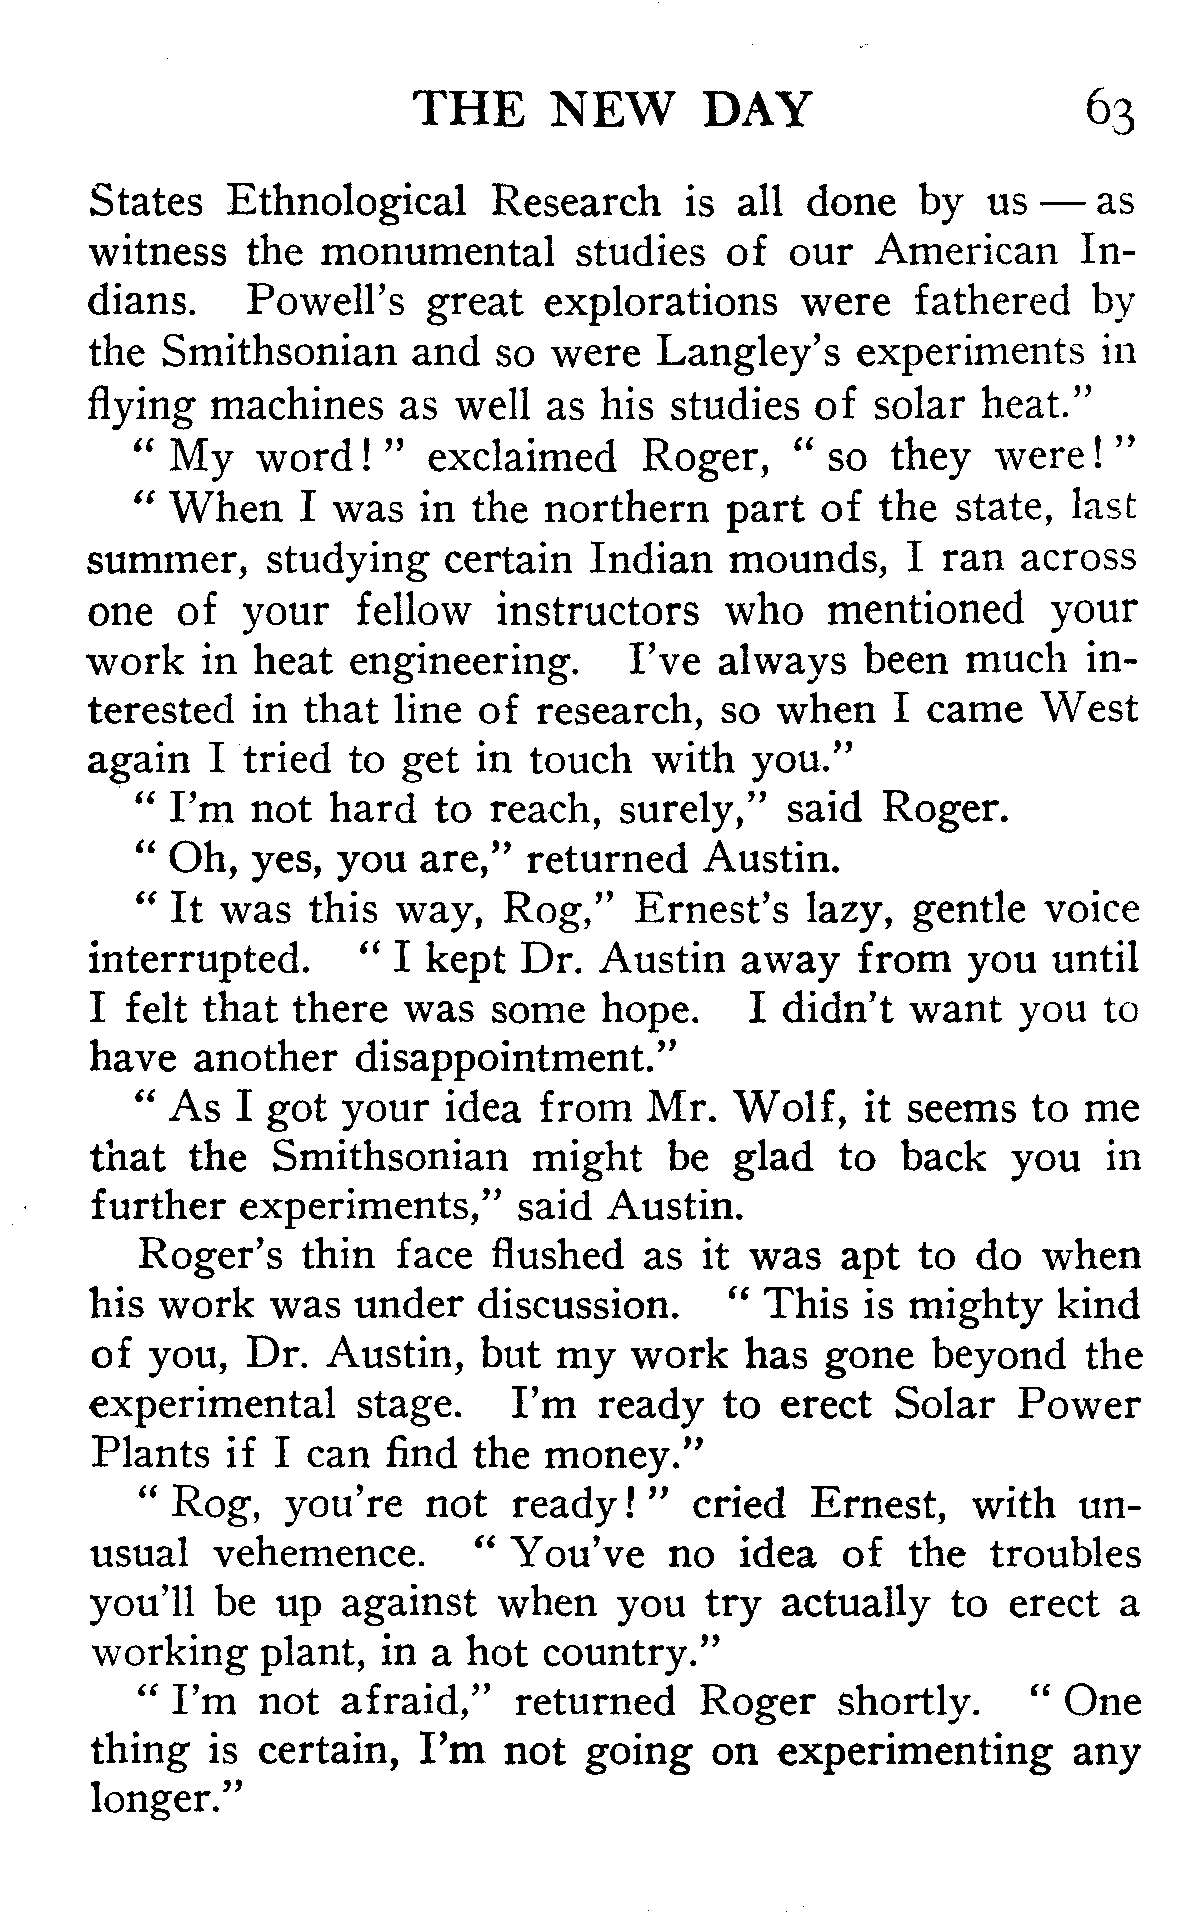 THE NEW DAY 63
States Ethnological Research is all done by us — as
witness the monumental studies of our American In-
dians. Powell's great explorations were fathered by
the Smithsonian and so were Langley's experiments in
flying machines as well as his studies of solar heat."
" My word! " exclaimed Roger, " so they were! "
" When I was in the northern part of the state, last
summer, studying certain Indian mounds, I ran across
one of your fellow instructors who mentioned your
work in heat engineering. I've always been much in-
terested in that line of research, so when I came West
again I tried to get in touch with you."
" I'm not hard to reach, surely," said Roger.
" Oh, yes, you are," returned Austin.
" It was this way, Rog," Ernest's lazy, gentle voice
interrupted. " I kept Dr. Austin away from you until
I felt that there was some hope. I didn't want you to
have another disappointment."
" As I got your idea from Mr. Wolf, it seems to me
that the Smithsonian might be glad to back you in
further experiments," said Austin.
Roger's thin face flushed as it was apt to do when
his work was under discussion. " This is mighty kind
of you, Dr. Austin, but my work has gone beyond the
experimental stage. I'm ready to erect Solar Power
Plants if I can find the money."
" Rog, you're not ready! " cried Ernest, with un-
usual vehemence. " You've no idea of the troubles
you'll be up against when you try actually to erect a
working plant, in a hot country."
" I'm not afraid," returned Roger shortly. " One
thing is certain, I'm not going on experimenting any
longer."